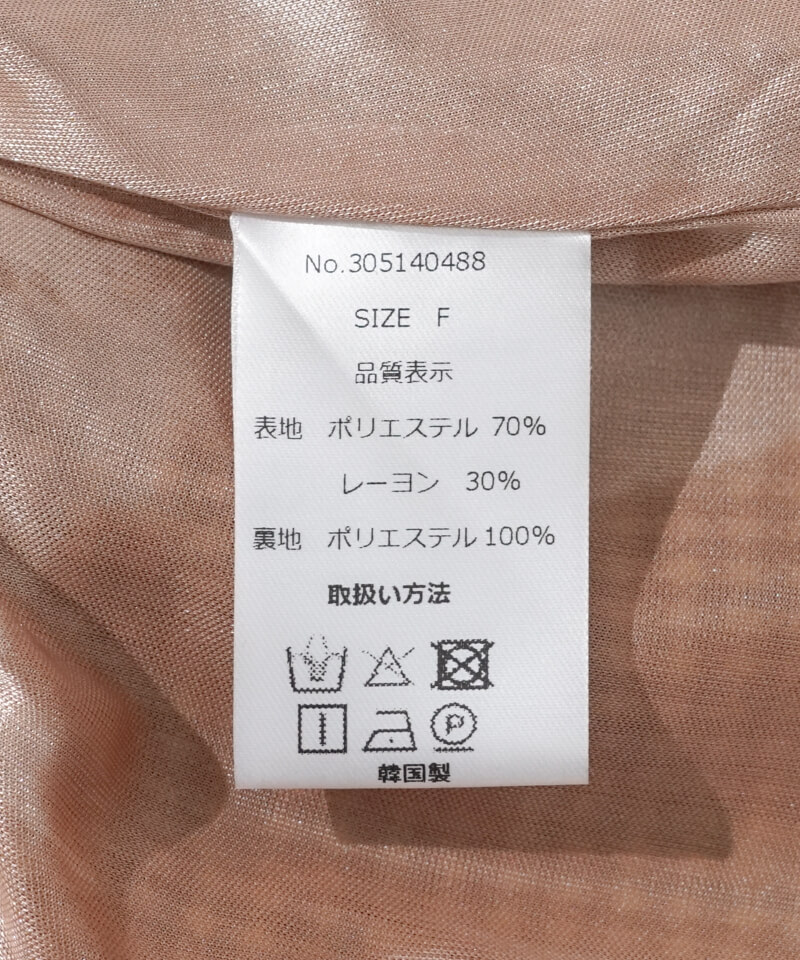 No.305140488
SIZE F
品質表示
表地 ポリエステル 70%
レーヨン 30%
裏地 ポリエステル 100%
取扱い方法
P
韓国製